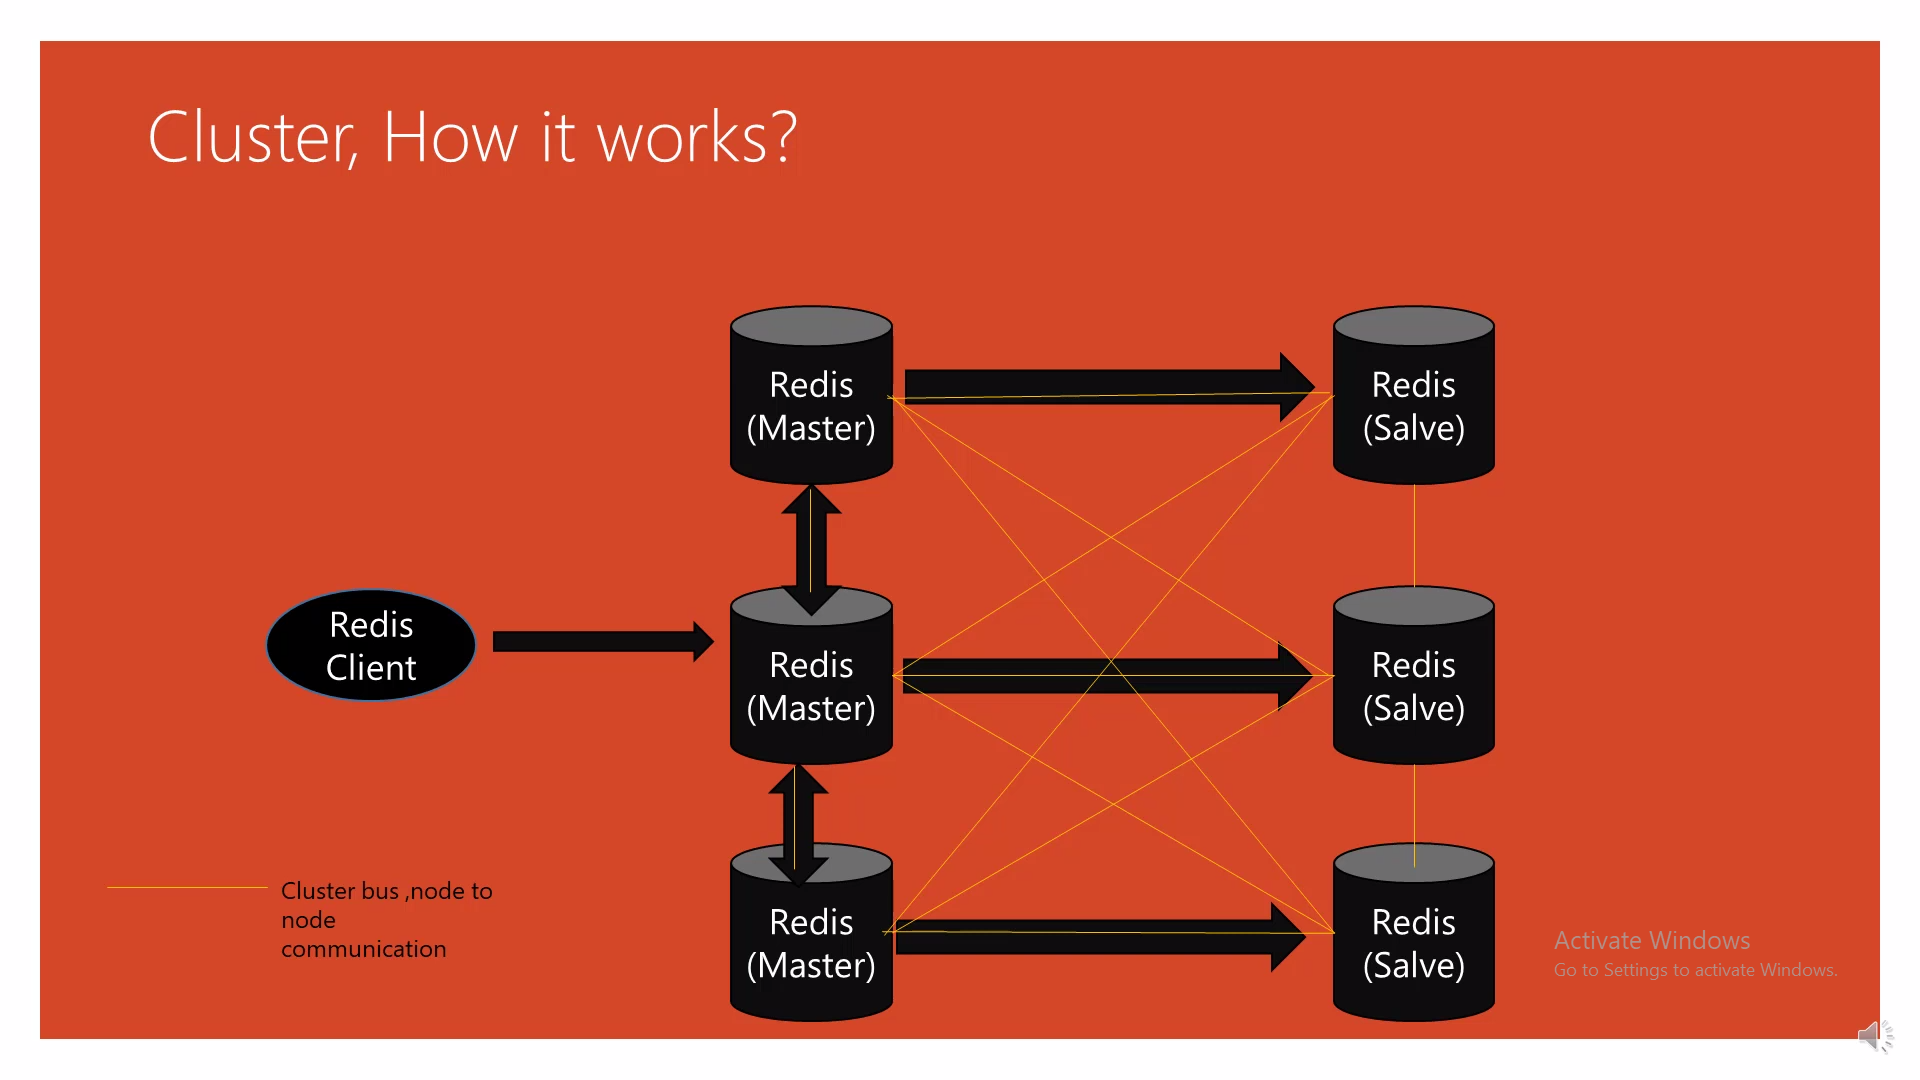 Cluster, How it works?
Redis
(Master)
Redis
(Salve)
Redis
Client
Redis
(Master)
Redis
(Salve)
Cluster bus ,node to
node
communication
Redis
(Master)
Redis
(Salve)
Activate Windows
Go to Settings to activate Windows.